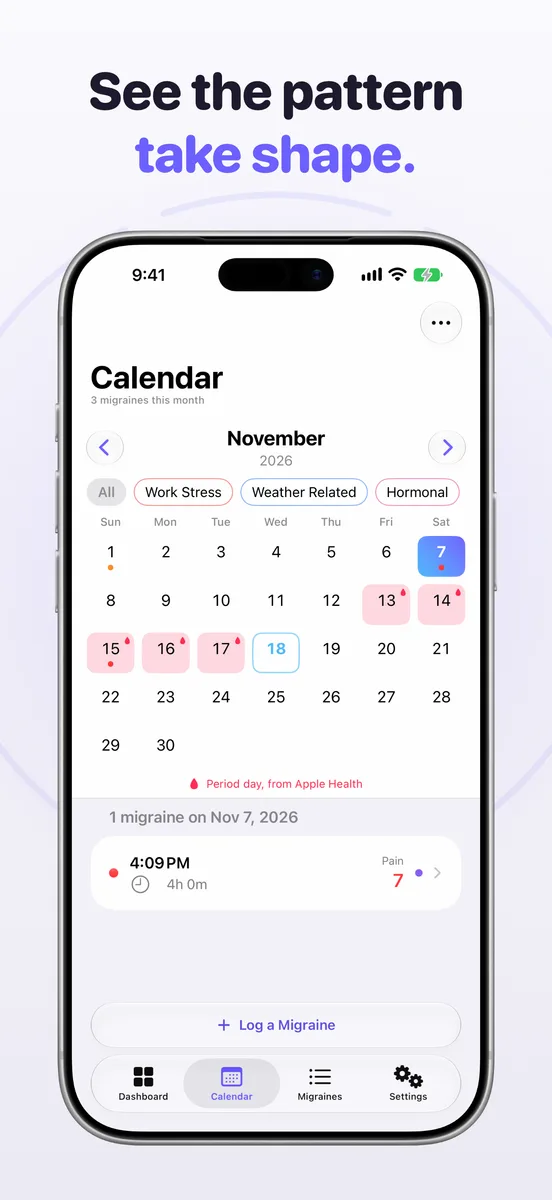 See the pattern
take shape.
9:41
Calendar
3 migraines this month
November
2026
All Work Stress Weather Related Hormonal
Sun Mon Tue Wed Thu Fri Sat
1 2 3 4 5 6 7
8 9 10 11 12 13 14
15 16 17 18 19 20 21
22 23 24 25 26 27 28
29 30
Period day, from Apple Health
1 migraine on Nov 7, 2026
4:09 PM
4h 0m
Pain
7
+ Log a Migraine
Dashboard Calendar Migraines Settings